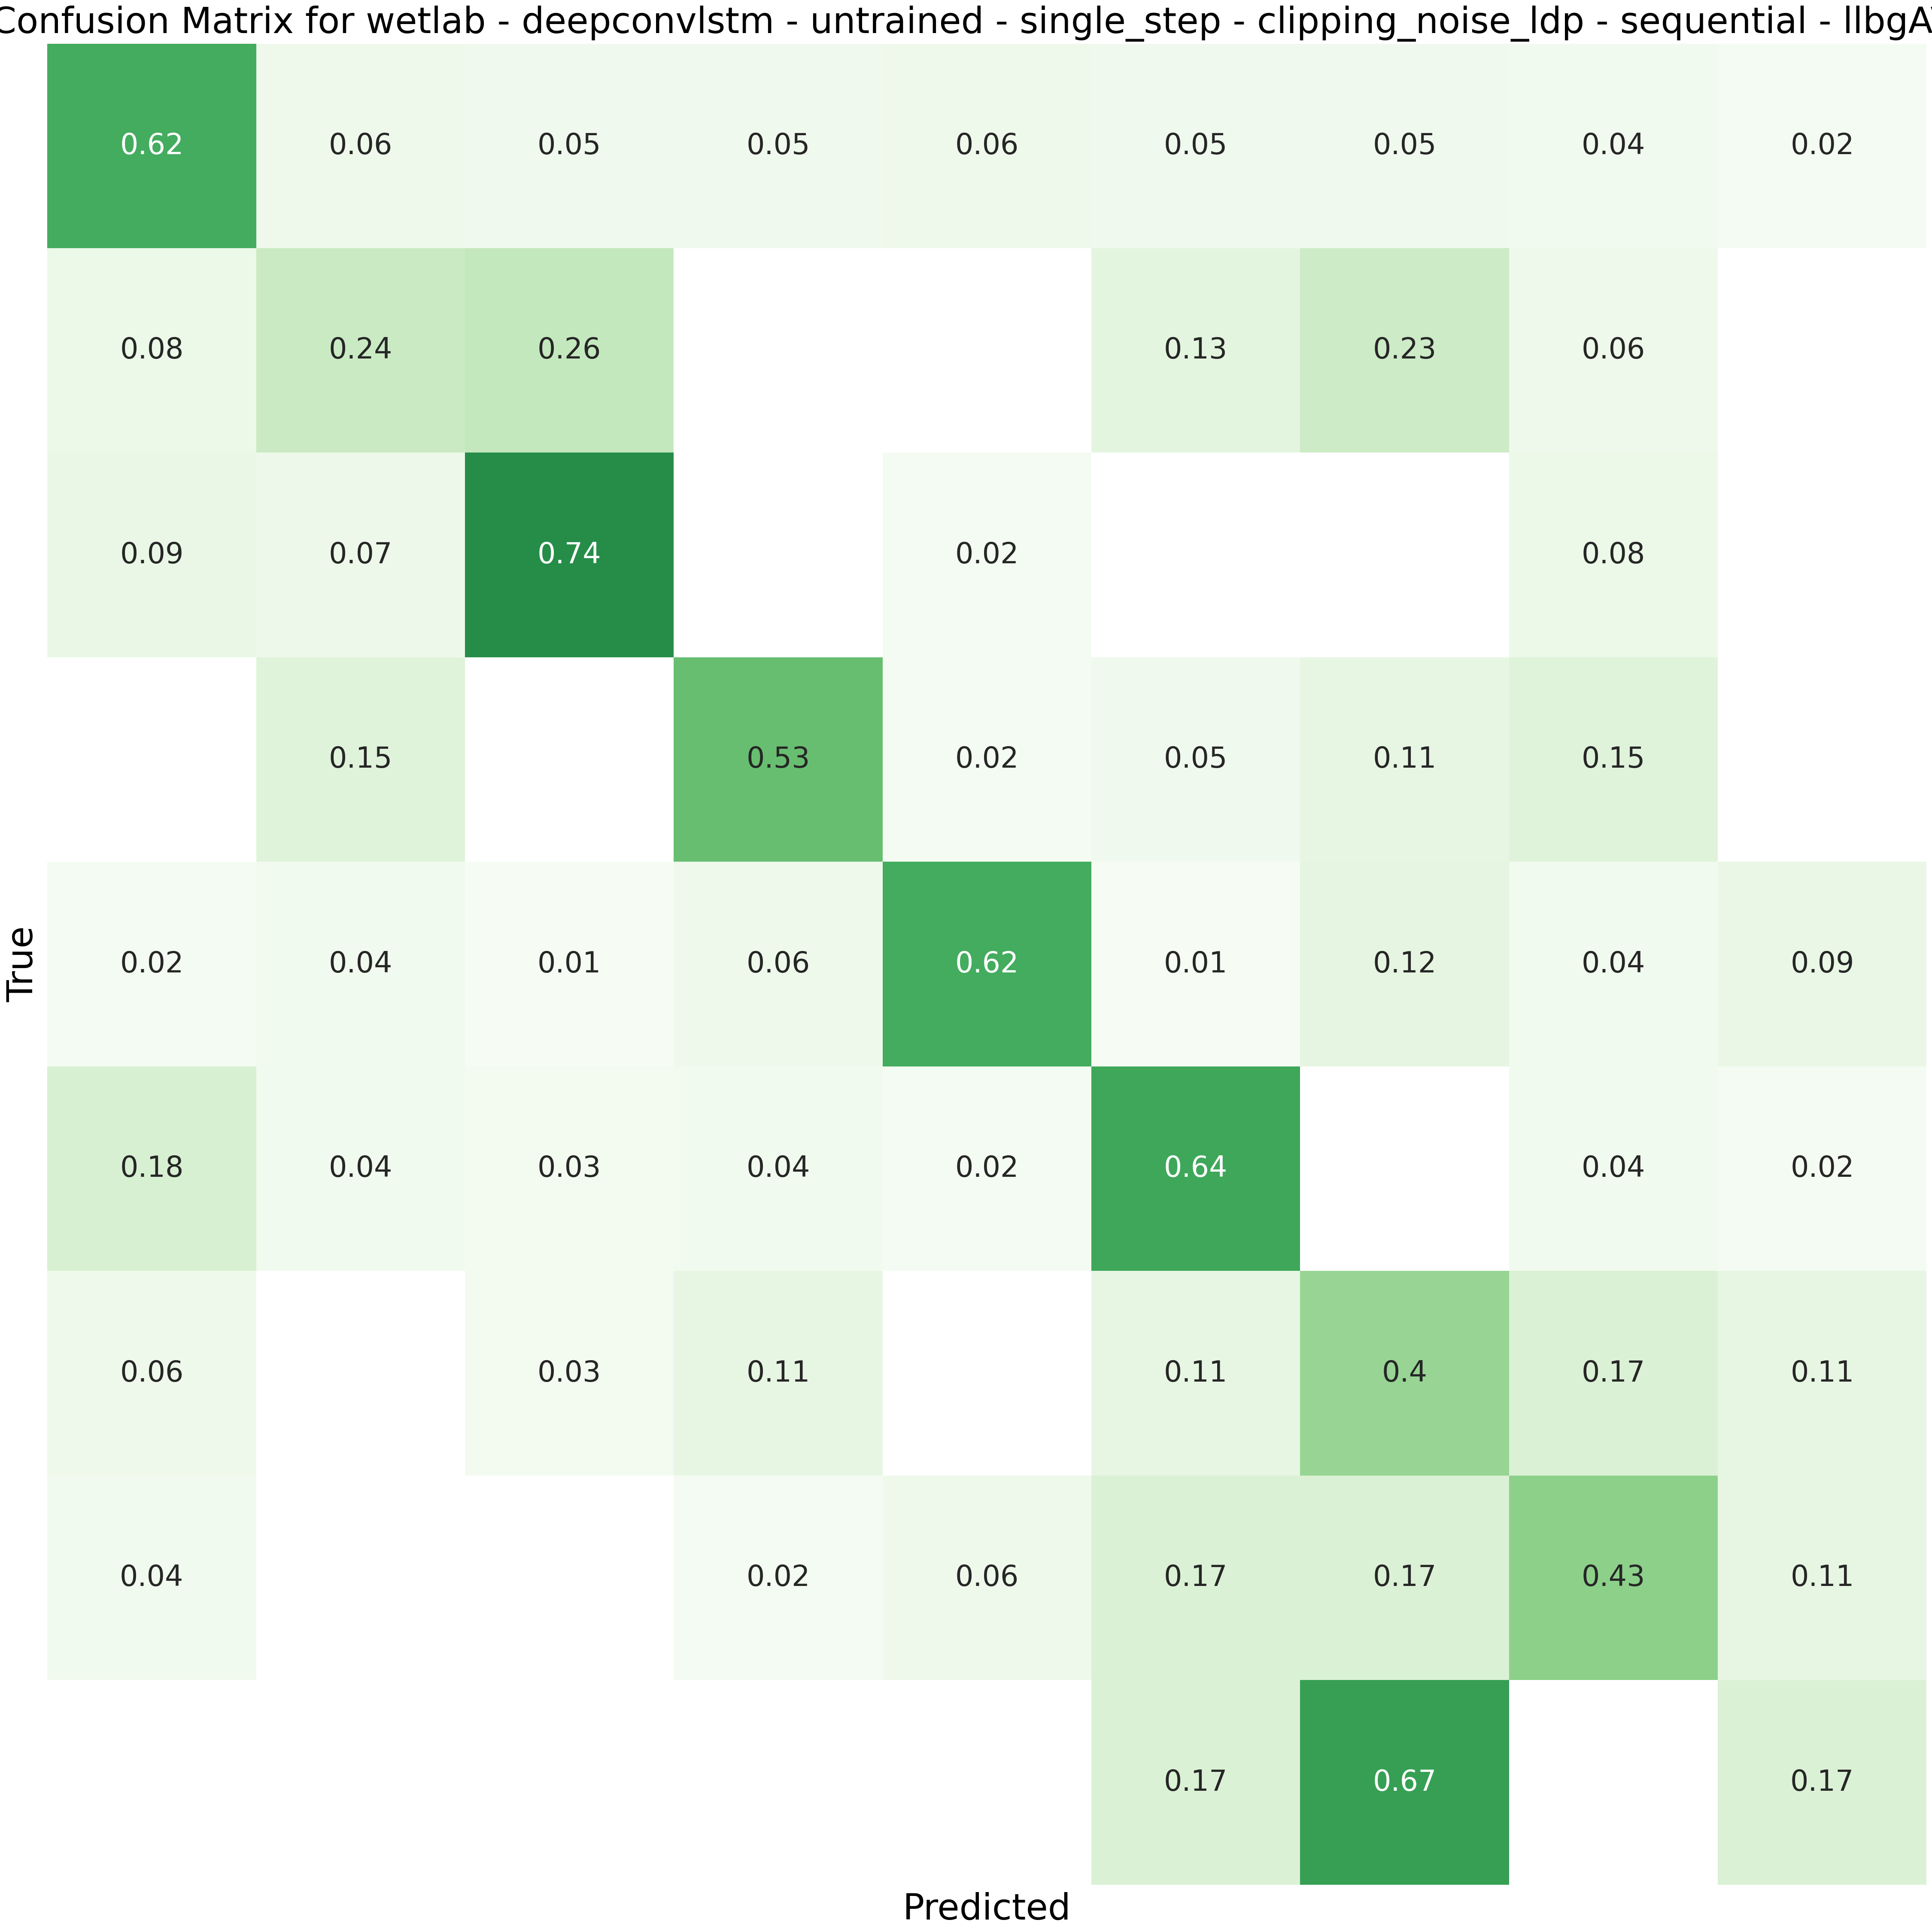 Confusion Matrix for wetlab - deepconvlstm - untrained - single_step - clipping_noise_ldp - sequential
0.62 0.06 0.05 0.05 0.06 0.05 0.05 0.04 0.02
0.08 0.24 0.26 0.13 0.23 0.06
0.09 0.07 0.74 0.02 0.08
0.15 0.53 0.02 0.05 0.11 0.15
0.02 0.04 0.01 0.06 0.62 0.01 0.12 0.04 0.09
True
0.18 0.04 0.03 0.04 0.02 0.64 0.04 0.02
0.06 0.03 0.11 0.11 0.4 0.17 0.11
0.04 0.02 0.06 0.17 0.17 0.43 0.11
0.17 0.67 0.17
Predicted